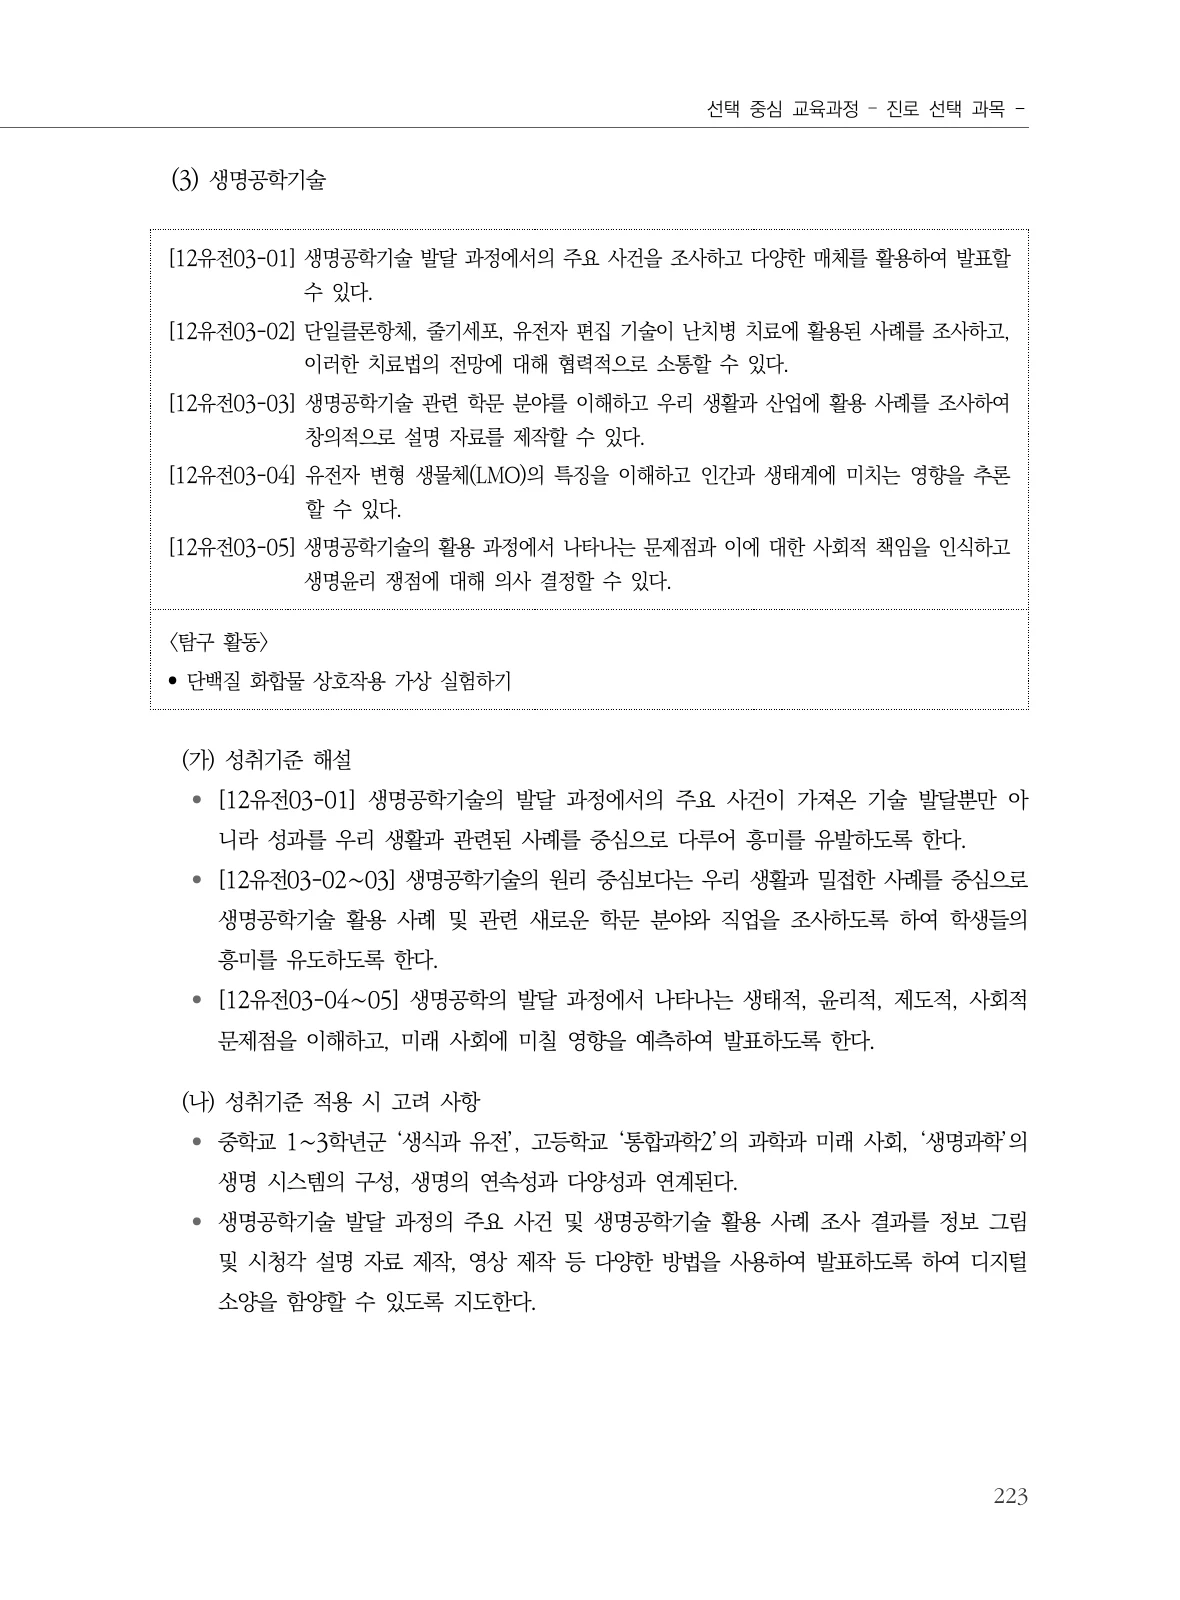 선택 중심 교육과정 - 진로 선택 과목 -
(3) 생명공학기술
[12유전03-01] 생명공학기술 발달 과정에서의 주요 사건을 조사하고 다양한 매체를 활용하여 발표할
수 있다.
[12유전03-02] 단일클론항체, 줄기세포, 유전자 편집 기술이 난치병 치료에 활용된 사례를 조사하고,
이러한 치료법의 전망에 대해 협력적으로 소통할 수 있다.
[12유전03-03] 생명공학기술 관련 학문 분야를 이해하고 우리 생활과 산업에 활용 사례를 조사하여
창의적으로 설명 자료를 제작할 수 있다.
[12유전03-04] 유전자 변형 생물체(LMO)의 특징을 이해하고 인간과 생태계에 미치는 영향을 추론
할 수 있다.
[12유전03-05] 생명공학기술의 활용 과정에서 나타나는 문제점과 이에 대한 사회적 책임을 인식하고
생명윤리 쟁점에 대해 의사 결정할 수 있다.
〈탐구 활동〉
• 단백질 화합물 상호작용 가상 실험하기
(가) 성취기준 해설
• [12유전03-01] 생명공학기술의 발달 과정에서의 주요 사건이 가져온 기술 발달뿐만 아
니라 성과를 우리 생활과 관련된 사례를 중심으로 다루어 흥미를 유발하도록 한다.
• [12유전03-02~03] 생명공학기술의 원리 중심보다는 우리 생활과 밀접한 사례를 중심으로
생명공학기술 활용 사례 및 관련 새로운 학문 분야와 직업을 조사하도록 하여 학생들의
흥미를 유도하도록 한다.
• [12유전03-04~05] 생명공학의 발달 과정에서 나타나는 생태적, 윤리적, 제도적, 사회적
문제점을 이해하고, 미래 사회에 미칠 영향을 예측하여 발표하도록 한다.
(나) 성취기준 적용 시 고려 사항
• 중학교 1~3학년군 ‘생식과 유전’, 고등학교 ‘통합과학2’의 과학과 미래 사회, ‘생명과학’의
생명 시스템의 구성, 생명의 연속성과 다양성과 연계된다.
• 생명공학기술 발달 과정의 주요 사건 및 생명공학기술 활용 사례 조사 결과를 정보 그림
및 시청각 설명 자료 제작, 영상 제작 등 다양한 방법을 사용하여 발표하도록 하여 디지털
소양을 함양할 수 있도록 지도한다.
223